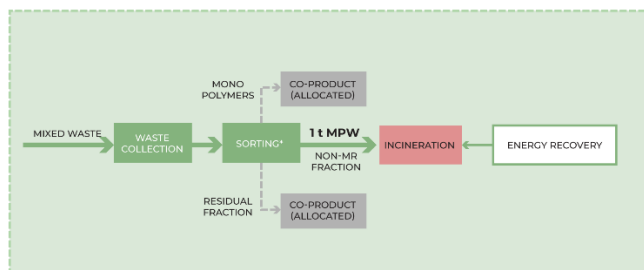 MONO
POLYMERS
CO-PRODUCT
(ALLOCATED)
MIXED WASTE
WASTE
COLLECTION
SORTING*
1 t MPW
NON-MR
FRACTION
INCINERATION
ENERGY RECOVERY
RESIDUAL
FRACTION
CO-PRODUCT
(ALLOCATED)